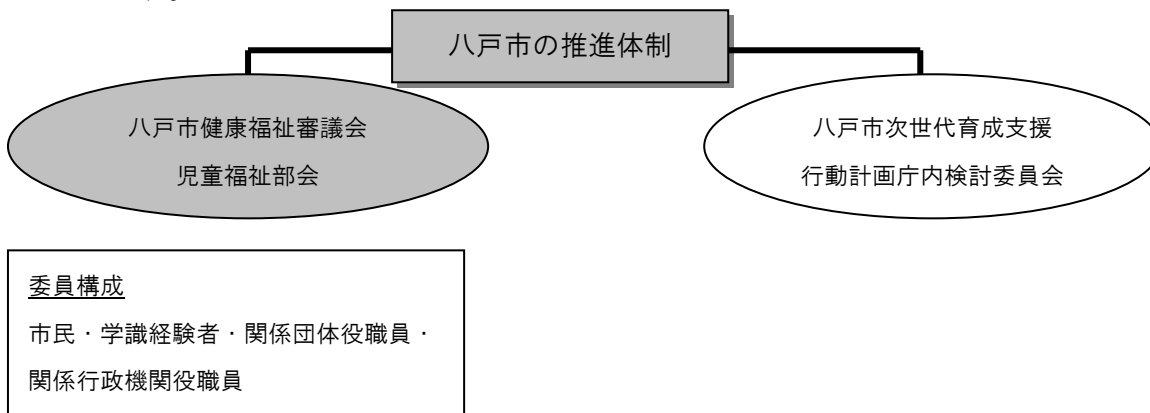 八戸市の推進体制
八戸市健康福祉審議会
児童福祉部会
八戸市次世代育成支援
行動計画庁内検討委員会
委員構成
市民・学識経験者・関係団体役職員・
関係行政機関役職員